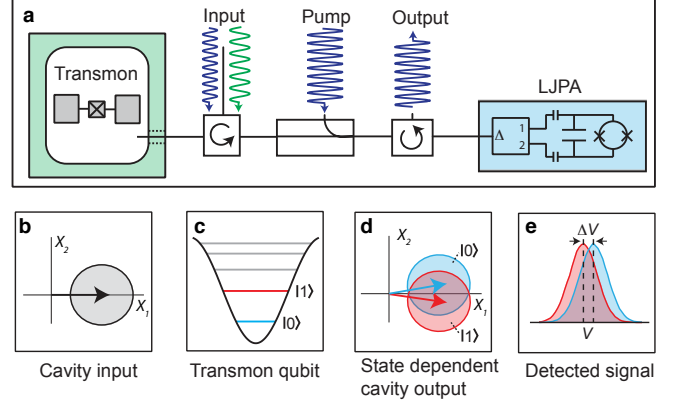 a
Input
Pump
Output
Transmon
LJPA
Δ
1
2
b
X2
X1
Cavity input
c
|1⟩
|0⟩
Transmon qubit
d
X2
|0⟩
X1
|1⟩
State dependent
cavity output
e
ΔV
V
Detected signal